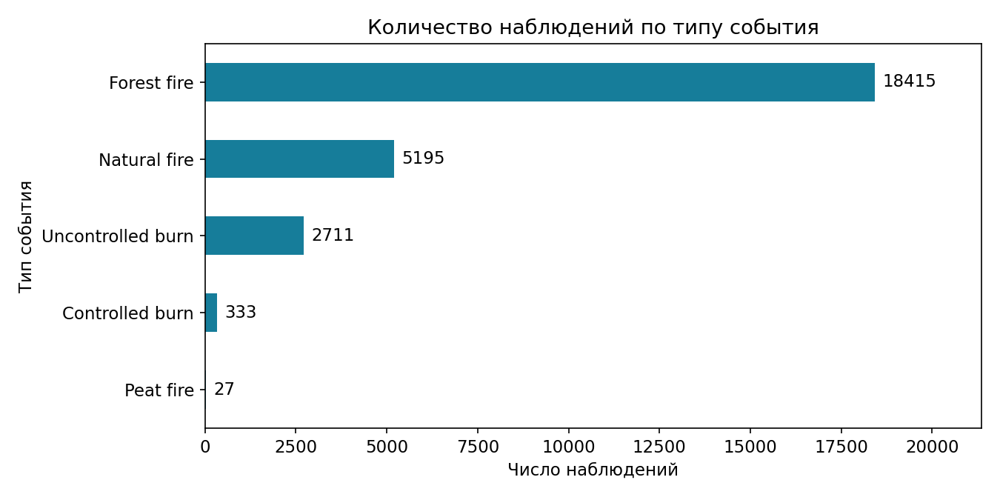 Количество наблюдений по типу события
Тип события
Forest fire 18415
Natural fire 5195
Uncontrolled burn 2711
Controlled burn 333
Peat fire 27
0 2500 5000 7500 10000 12500 15000 17500 20000
Число наблюдений